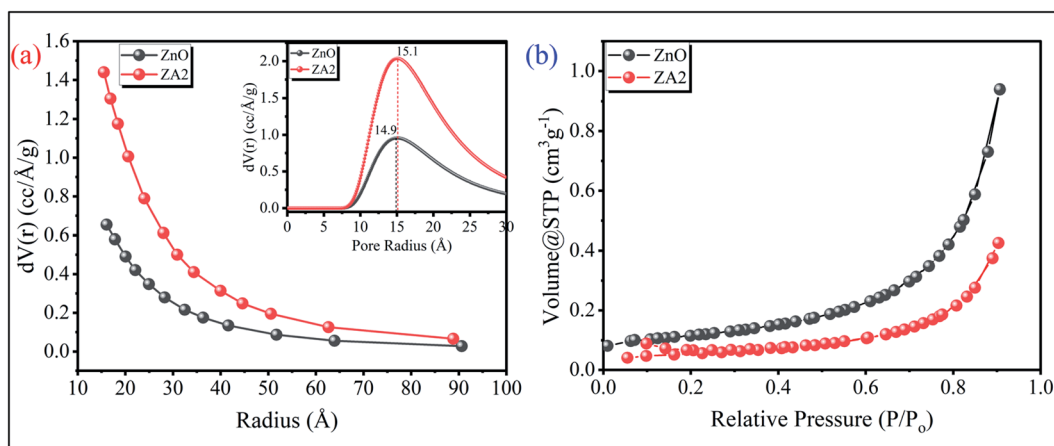 (a)
ZnO
ZA2
dV(r) (cc/Å/g)
1.6
1.4
1.2
1.0
0.8
0.6
0.4
0.2
0.0
10 20 30 40 50 60 70 80 90 100
Radius (Å)
ZnO
ZA2
15.1
14.9
dV(r) (cc/Å/g)
2.0
1.5
1.0
0.5
0.0
0 5 10 15 20 25 30
Pore Radius (Å)
(b)
ZnO
ZA2
Volume@STP (cm³ g⁻¹)
1.0
0.8
0.6
0.4
0.2
0.0
0.0 0.2 0.4 0.6 0.8 1.0
Relative Pressure (P/Pₒ)